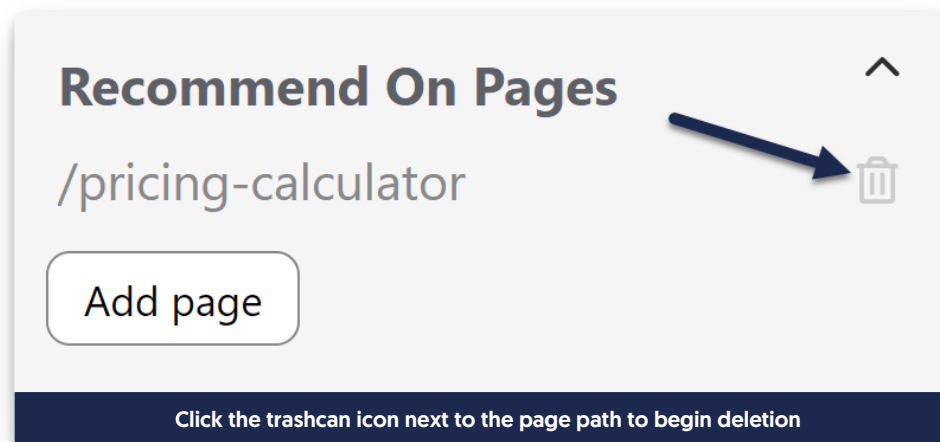 Recommend On Pages
/pricing-calculator
Add page
Click the trashcan icon next to the page path to begin deletion